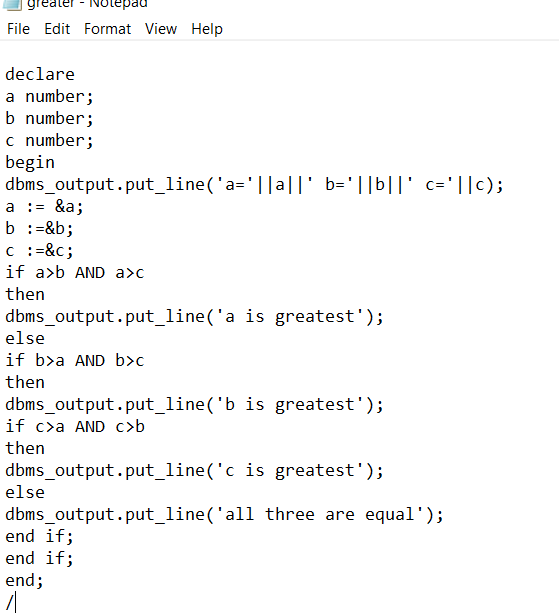 greater - Notepad
File Edit Format View Help
declare
a number;
b number;
c number;
begin
dbms_output.put_line('a='||a||' b='||b||' c='||c);
a := &a;
b :=&b;
c :=&c;
if a>b AND a>c
then
dbms_output.put_line('a is greatest');
else
if b>a AND b>c
then
dbms_output.put_line('b is greatest');
if c>a AND c>b
then
dbms_output.put_line('c is greatest');
else
dbms_output.put_line('all three are equal');
end if;
end if;
end;
/